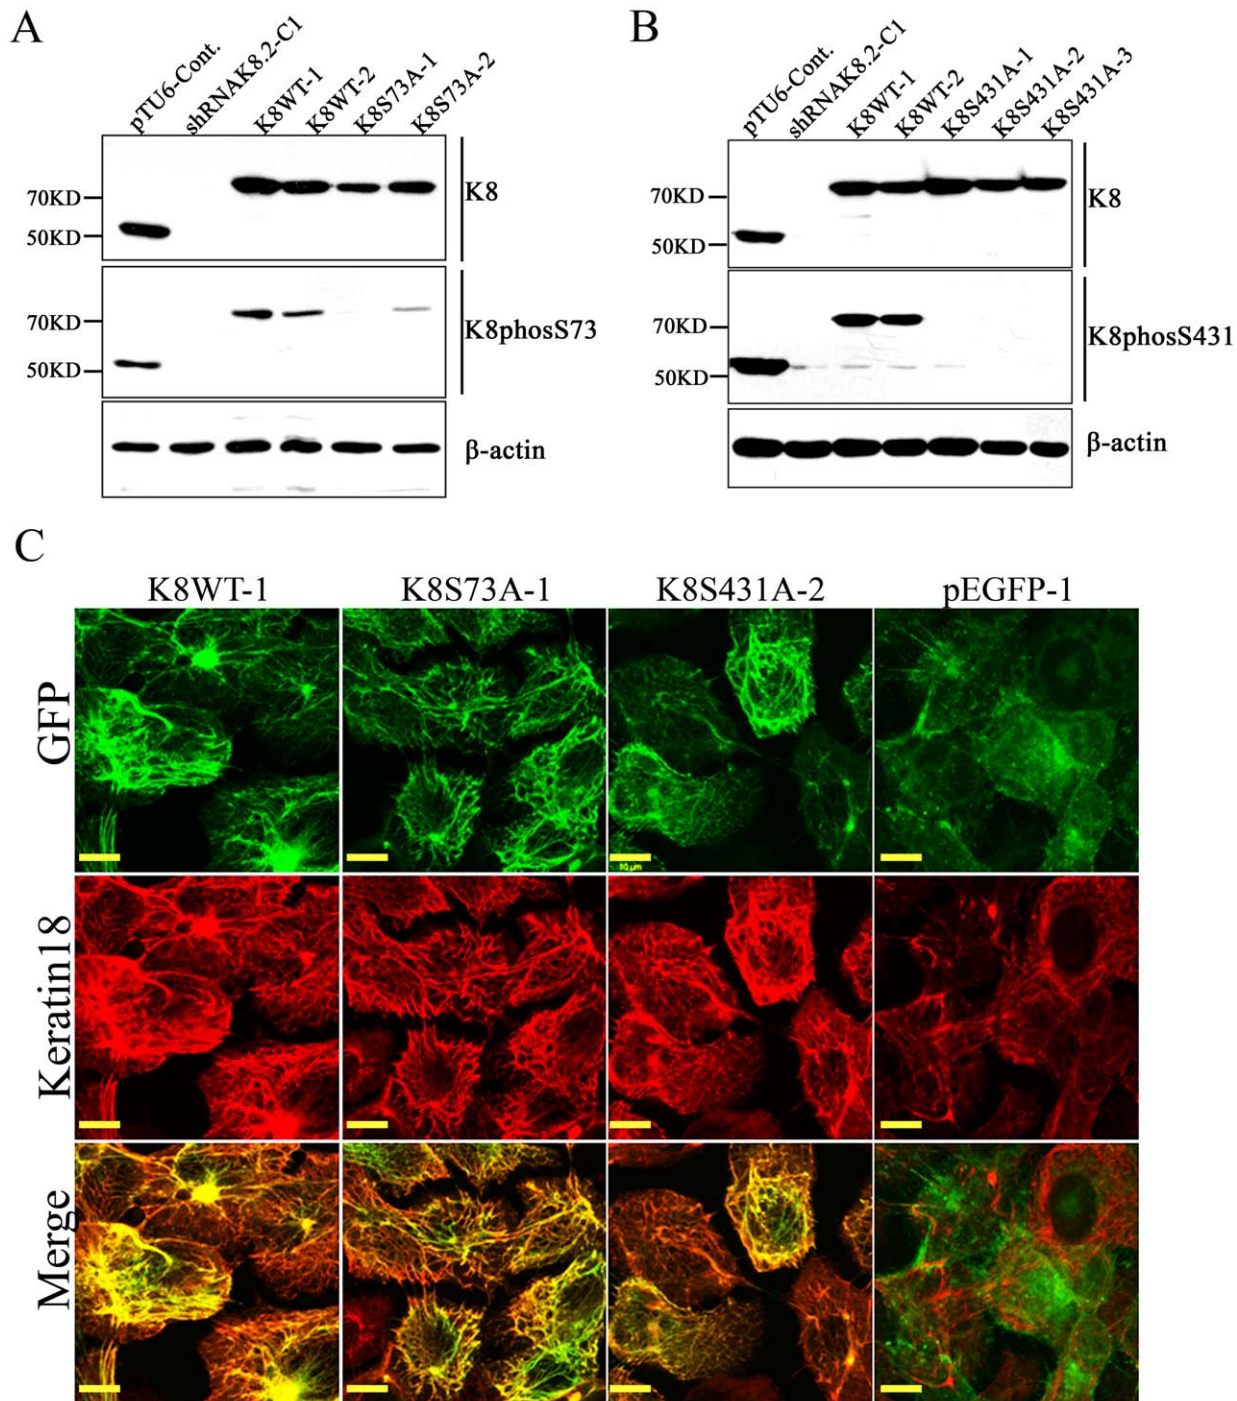 A
B
pTU6-Cont.
shRNAK8.2-C1
K8WT-1
K8WT-2
K8S73A-1
K8S73A-2
pTU6-Cont.
shRNAK8.2-C1
K8WT-1
K8WT-2
K8S431A-1
K8S431A-2
K8S431A-3
70KD
50KD
K8
70KD
50KD
K8phosS73
β-actin
70KD
50KD
K8
70KD
50KD
K8phosS431
β-actin
C
K8WT-1 K8S73A-1 K8S431A-2 pEGFP-1
GFP
10 µm
Keratin18
Merge